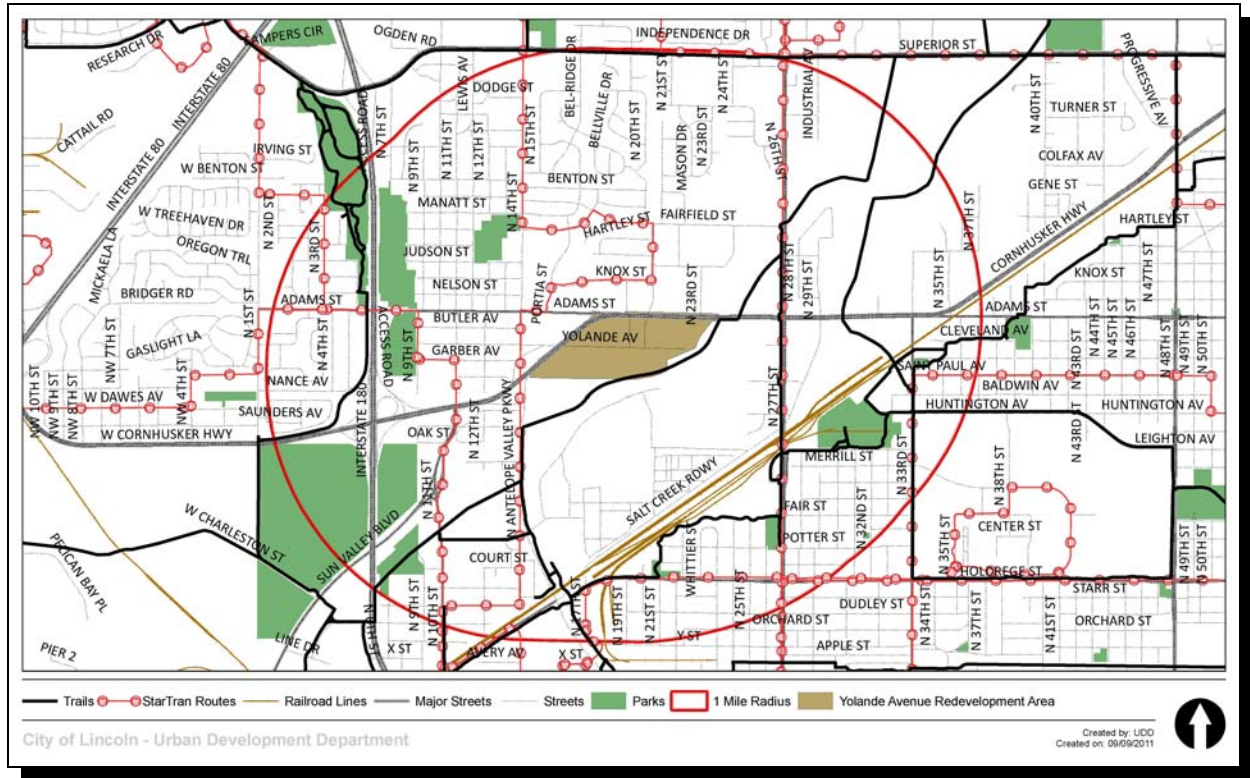 RESEARCH DR
CAMPERS CIR
OGDEN RD
INDEPENDENCE DR
SUPERIOR ST
PROGRESSIVE AV
INTERSTATE 80
CATTAIL RD
LEWIS AV
DODGE ST
BEL-RIDGE DR
BELLVILLE DR
N 21ST ST
N 24TH ST
INDUSTRIAL AV
N 40TH ST
TURNER ST
N 7TH ST
N 15TH ST
N 20TH ST
N 11TH ST
N 12TH ST
N 9TH ST
MASON DR
N 23RD ST
IRVING ST
W BENTON ST
INTERSTATE 80
BENTON ST
COLFAX AV
GENE ST
MANATT ST
N 14TH ST
HARTLEY ST
FAIRFIELD ST
HARTLEY ST
W TREEHAVEN DR
N 2ND ST
N 3RD ST
OREGON TRL
MICKAELA LA
JUDSON ST
N 37TH ST
CORNHUSKER HWY
KNOX ST
KNOX ST
N 47TH ST
BRIDGER RD
NELSON ST
PORTIA ST
N 28TH ST
N 29TH ST
N 35TH ST
ADAMS ST
ADAMS ST
N 23RD ST
ADAMS ST
N 1ST ST
BUTLER AV
ACCESS ROAD
YOLANDE AV
CLEVELAND AV
N 44TH ST
N 45TH ST
N 46TH ST
N 4TH ST
NW 7TH ST
GASLIGHT LA
GARBER AV
N 9TH ST
N 43RD ST
N 48TH ST
N 49TH ST
N 50TH ST
SAINT PAUL AV
NANCE AV
BALDWIN AV
NW 10TH ST
NW 9TH ST
NW 8TH ST
NW 4TH ST
W DAWES AV
SAUNDERS AV
N 27TH ST
HUNTINGTON AV
HUNTINGTON AV
W CORNHUSKER HWY
INTERSTATE 180
OAK ST
N 12TH ST
N ANTELOPE VALLEY PKWY
N 43RD ST
LEIGHTON AV
MERRILL ST
N 33RD ST
SALT CREEK RDWY
N 38TH ST
W CHARLESTON ST
SUN VALLEY BLVD
FAIR ST
N 32ND ST
CENTER ST
POTTER ST
N 35TH ST
PELICAN BAY PL
COURT ST
N 49TH ST
N 50TH ST
HOLDREGE ST
STARR ST
N 9TH ST
N 10TH ST
N 17TH ST
N 19TH ST
N 21ST ST
N 25TH ST
DUDLEY ST
N 34TH ST
N 37TH ST
N 41ST ST
ORCHARD ST
ORCHARD ST
LINE DR
X ST
Y ST
APPLE ST
PIER 2
AVERY AV
X ST
Trails
StarTran Routes
Railroad Lines
Major Streets
Streets
Parks
1 Mile Radius
Yolande Avenue Redevelopment Area
City of Lincoln - Urban Development Department
Created by: UDD
Created on: 09/09/2011